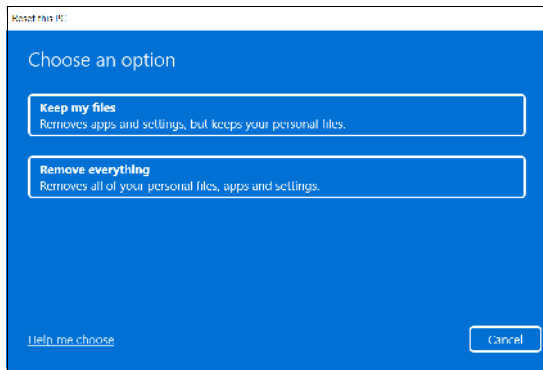 Reset this PC
Choose an option
Keep my files
Removes apps and settings, but keeps your personal files.
Remove everything
Removes all of your personal files, apps and settings.
Help me choose
Cancel